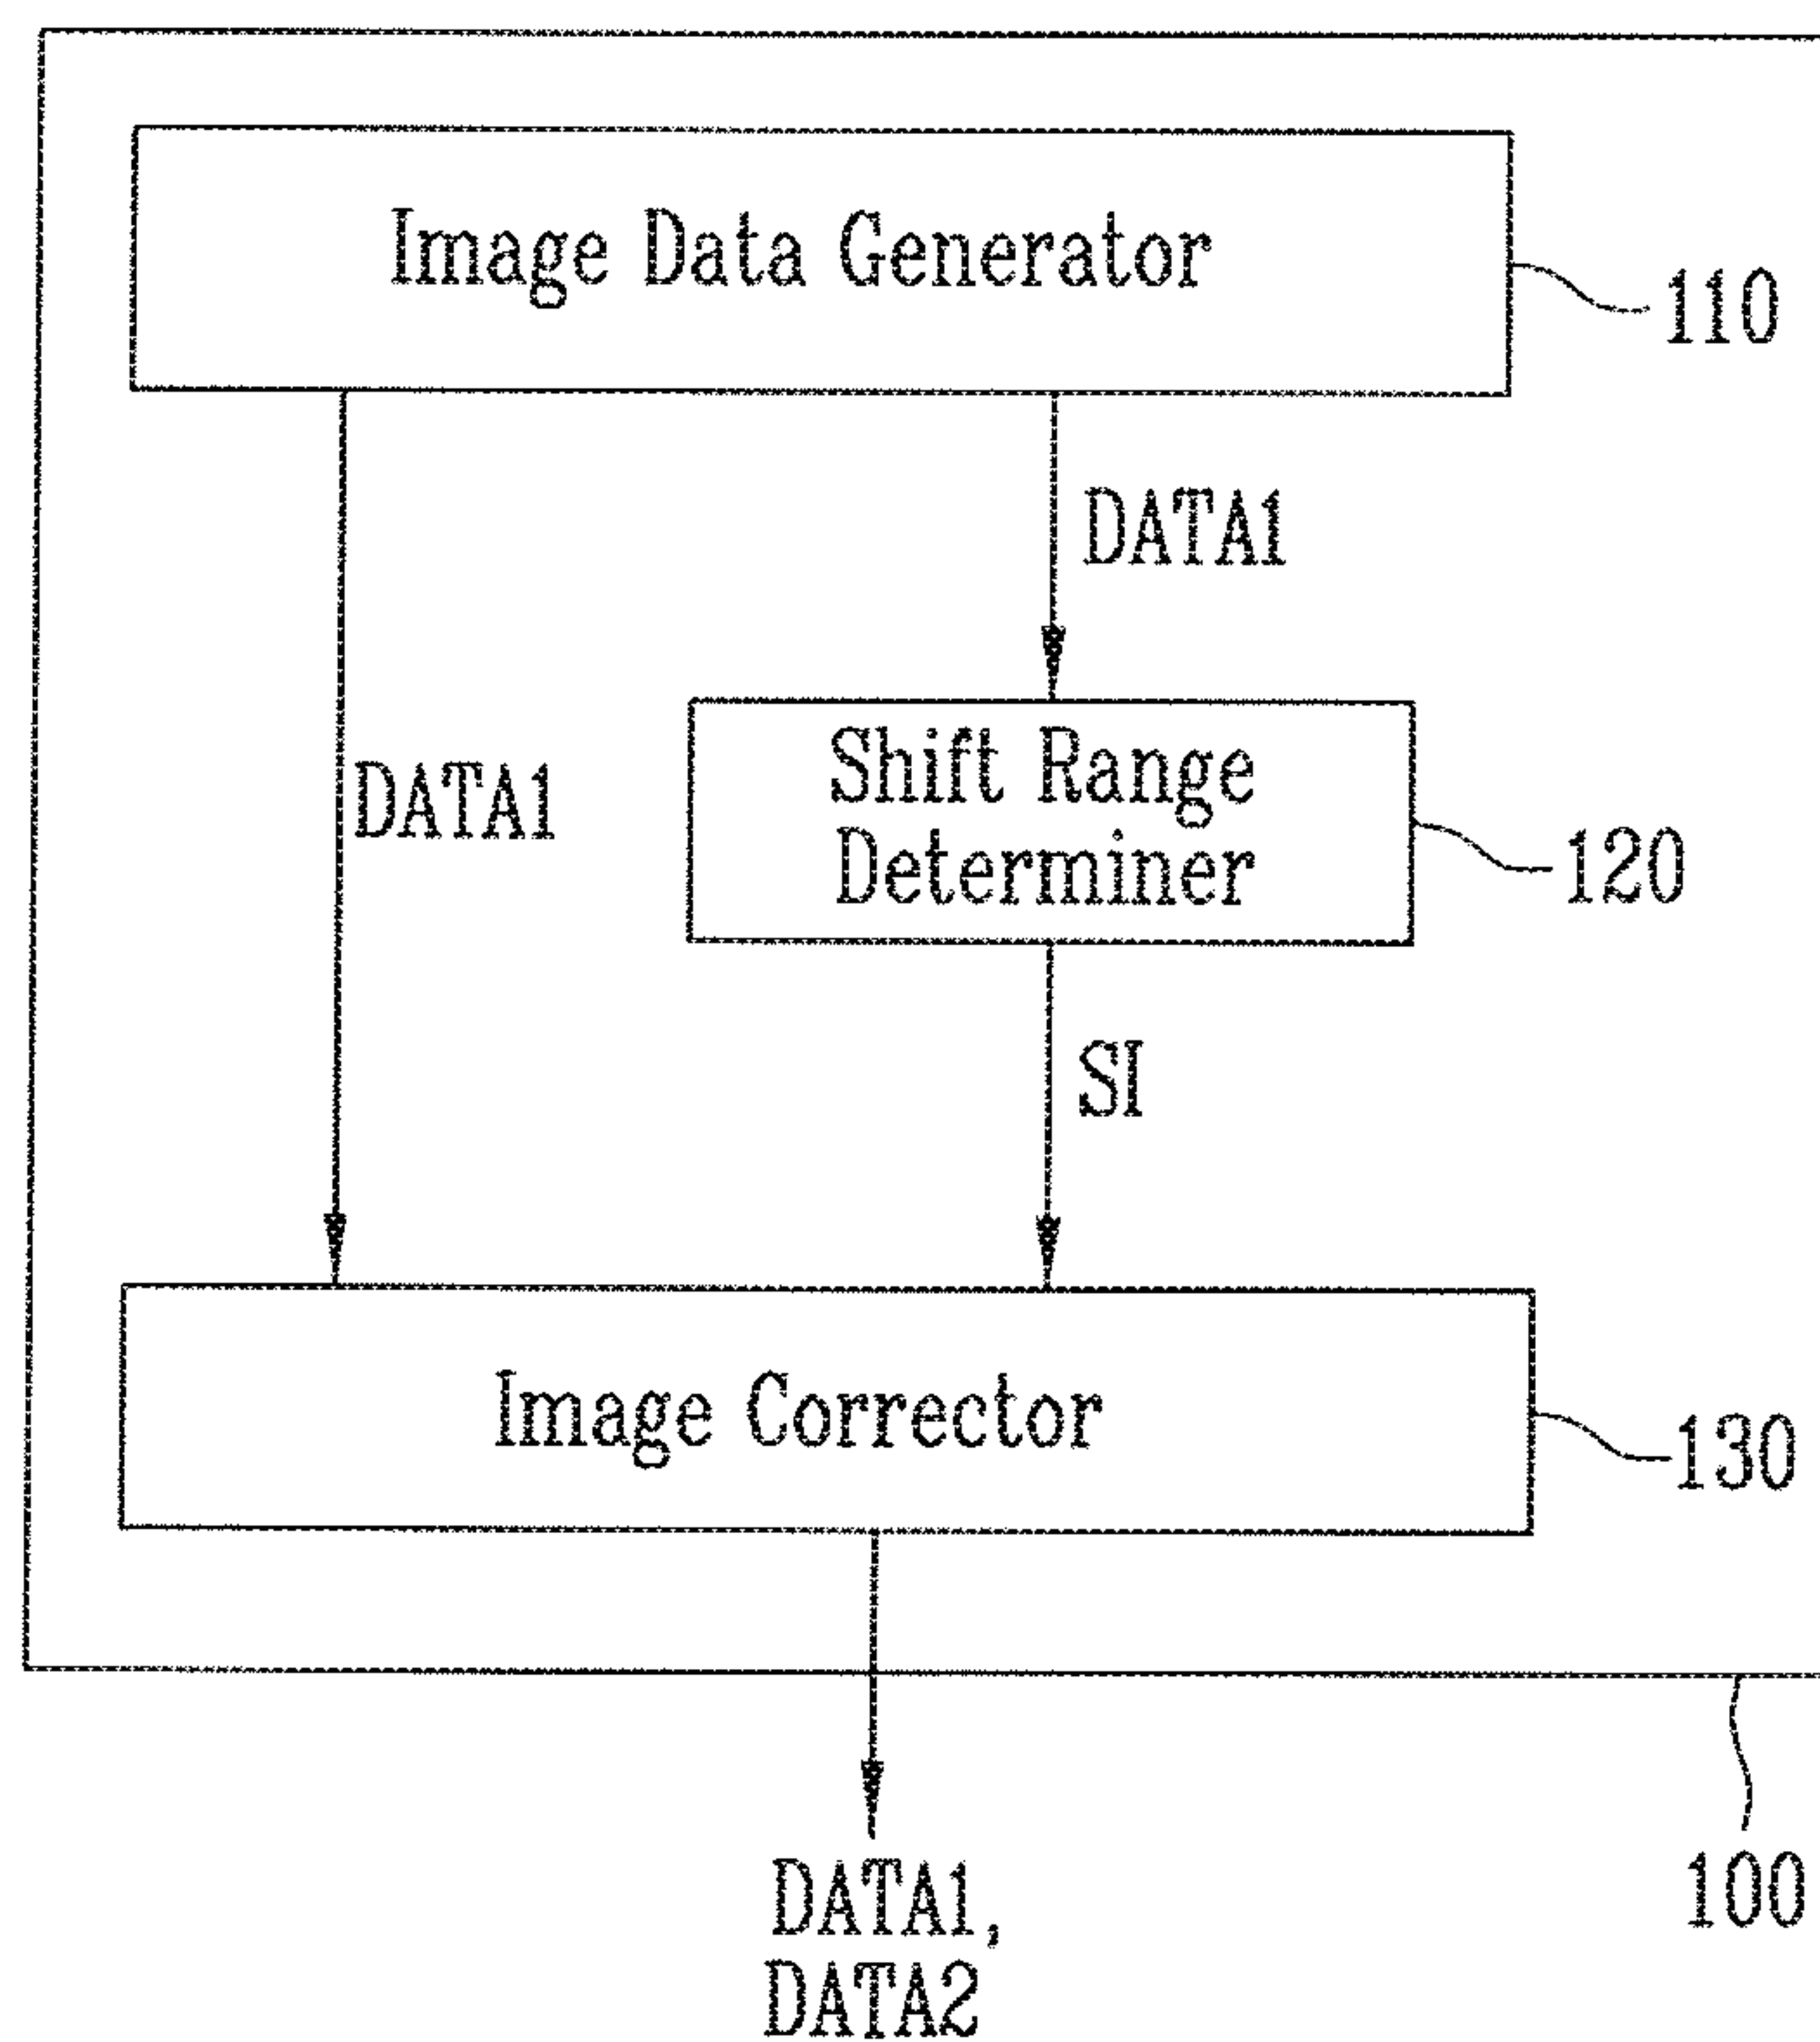 Image Data Generator
110
DATA1
DATA1
Shift Range
Determiner
120
SI
Image Corrector
130
100
DATA1,
DATA2